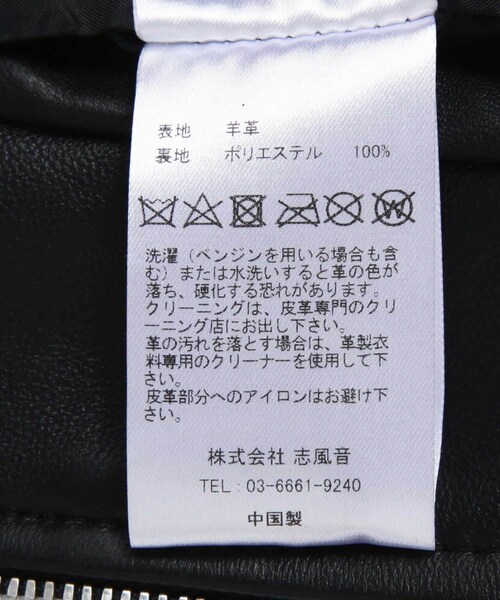 表地 羊革
裏地 ポリエステル 100%
W
洗濯（ベンジンを用いる場合も含
む）または水洗いすると革の色が
落ち、硬化する恐れがあります。
クリーニングは、皮革専門のクリ
ーニング店にお出し下さい。
革の汚れを落とす場合は、革製衣
料専用のクリーナーを使用して下
さい。
皮革部分へのアイロンはお避け下
さい。
株式会社 志風音
TEL：03-6661-9240
中国製